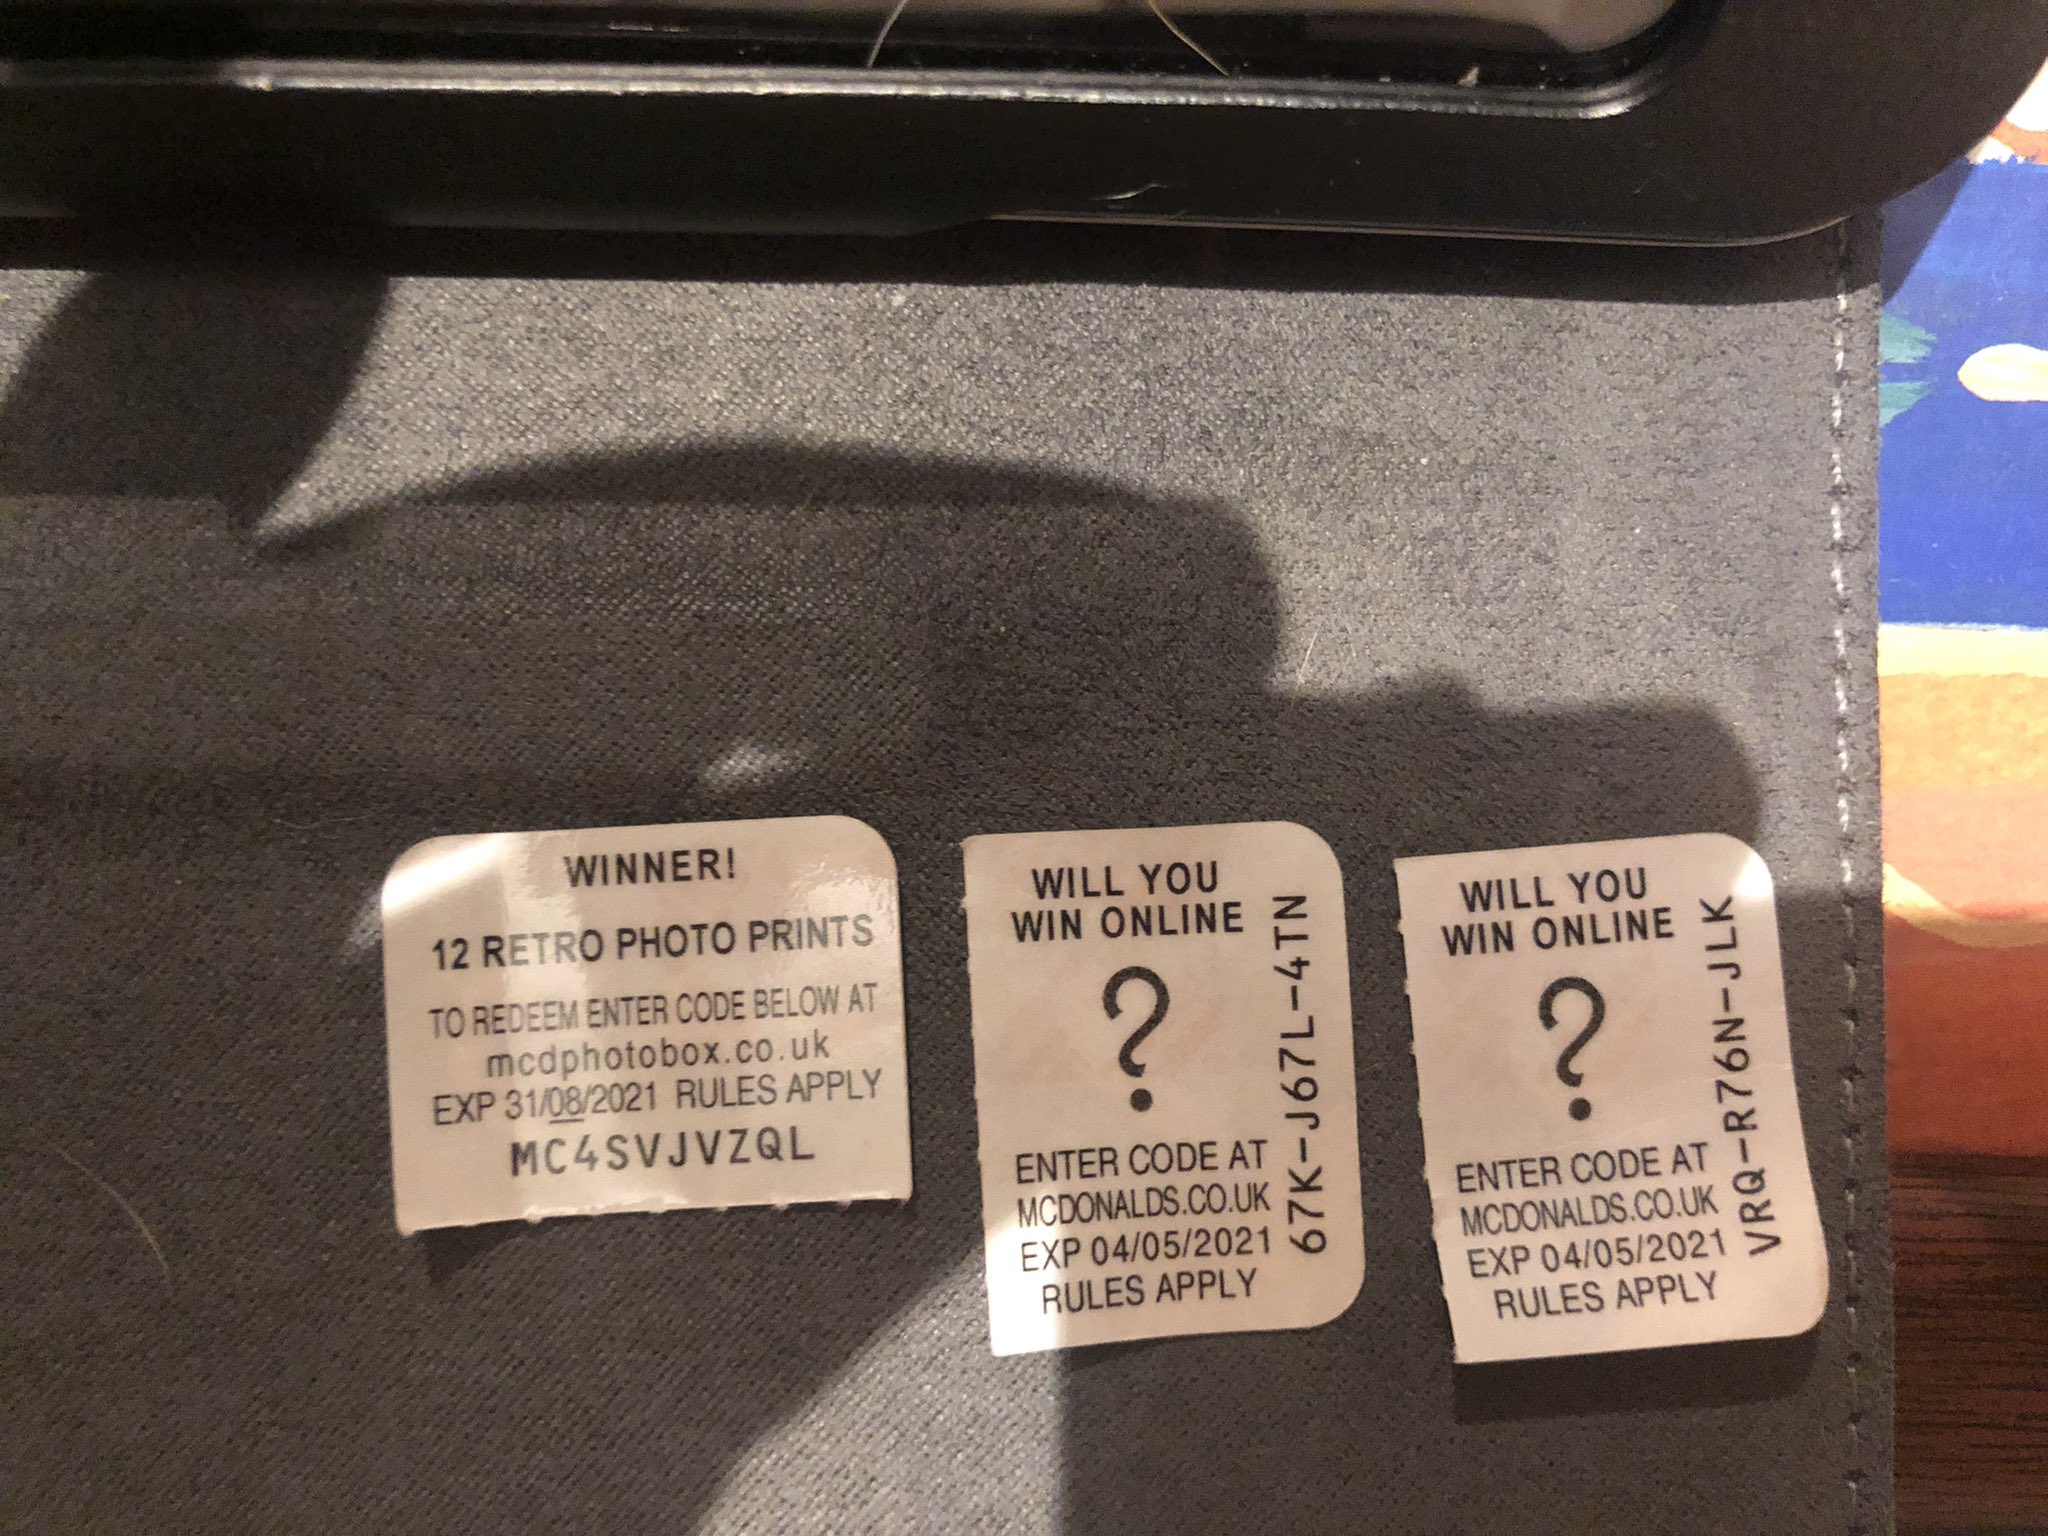 WINNER!
12 RETRO PHOTO PRINTS
TO REDEEM ENTER CODE BELOW AT
mcdphotobox.co.uk
EXP 31/08/2021 RULES APPLY
MC4SVJVZQL
WILL YOU
WIN ONLINE
?
ENTER CODE AT
MCDONALDS.CO.UK
EXP 04/05/2021
RULES APPLY
67K-J67L-4TN
WILL YOU
WIN ONLINE
?
ENTER CODE AT
MCDONALDS.CO.UK
EXP 04/05/2021
RULES APPLY
VRQ-R76N-JLK